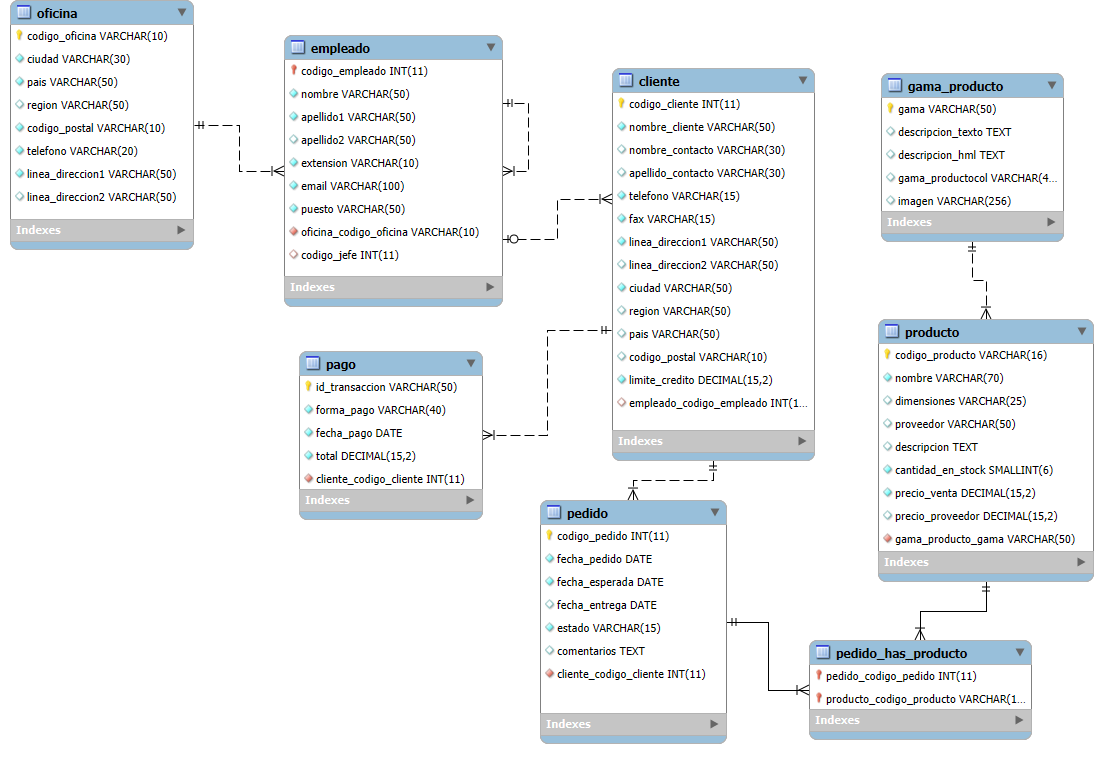 oficina
codigo_oficina VARCHAR(10)
ciudad VARCHAR(30)
pais VARCHAR(50)
region VARCHAR(50)
codigo_postal VARCHAR(10)
telefono VARCHAR(20)
linea_direccion1 VARCHAR(50)
linea_direccion2 VARCHAR(50)
Indexes
empleado
codigo_empleado INT(11)
nombre VARCHAR(50)
apellido1 VARCHAR(50)
apellido2 VARCHAR(50)
extension VARCHAR(10)
email VARCHAR(100)
puesto VARCHAR(50)
oficina_codigo_oficina VARCHAR(10)
codigo_jefe INT(11)
Indexes
cliente
codigo_cliente INT(11)
nombre_cliente VARCHAR(50)
nombre_contacto VARCHAR(30)
apellido_contacto VARCHAR(30)
telefono VARCHAR(15)
fax VARCHAR(15)
linea_direccion1 VARCHAR(50)
linea_direccion2 VARCHAR(50)
ciudad VARCHAR(50)
region VARCHAR(50)
pais VARCHAR(50)
codigo_postal VARCHAR(10)
limite_credito DECIMAL(15,2)
empleado_codigo_empleado INT(1...
Indexes
gama_producto
gama VARCHAR(50)
descripcion_texto TEXT
descripcion_hml TEXT
gama_productocol VARCHAR(4...
imagen VARCHAR(256)
Indexes
pago
id_transaccion VARCHAR(50)
forma_pago VARCHAR(40)
fecha_pago DATE
total DECIMAL(15,2)
cliente_codigo_cliente INT(11)
Indexes
producto
codigo_producto VARCHAR(16)
nombre VARCHAR(70)
dimensiones VARCHAR(25)
proveedor VARCHAR(50)
descripcion TEXT
cantidad_en_stock SMALLINT(6)
precio_venta DECIMAL(15,2)
precio_proveedor DECIMAL(15,2)
gama_producto_gama VARCHAR(50)
Indexes
pedido
codigo_pedido INT(11)
fecha_pedido DATE
fecha_esperada DATE
fecha_entrega DATE
estado VARCHAR(15)
comentarios TEXT
cliente_codigo_cliente INT(11)
Indexes
pedido_has_producto
pedido_codigo_pedido INT(11)
producto_codigo_producto VARCHAR(1...
Indexes